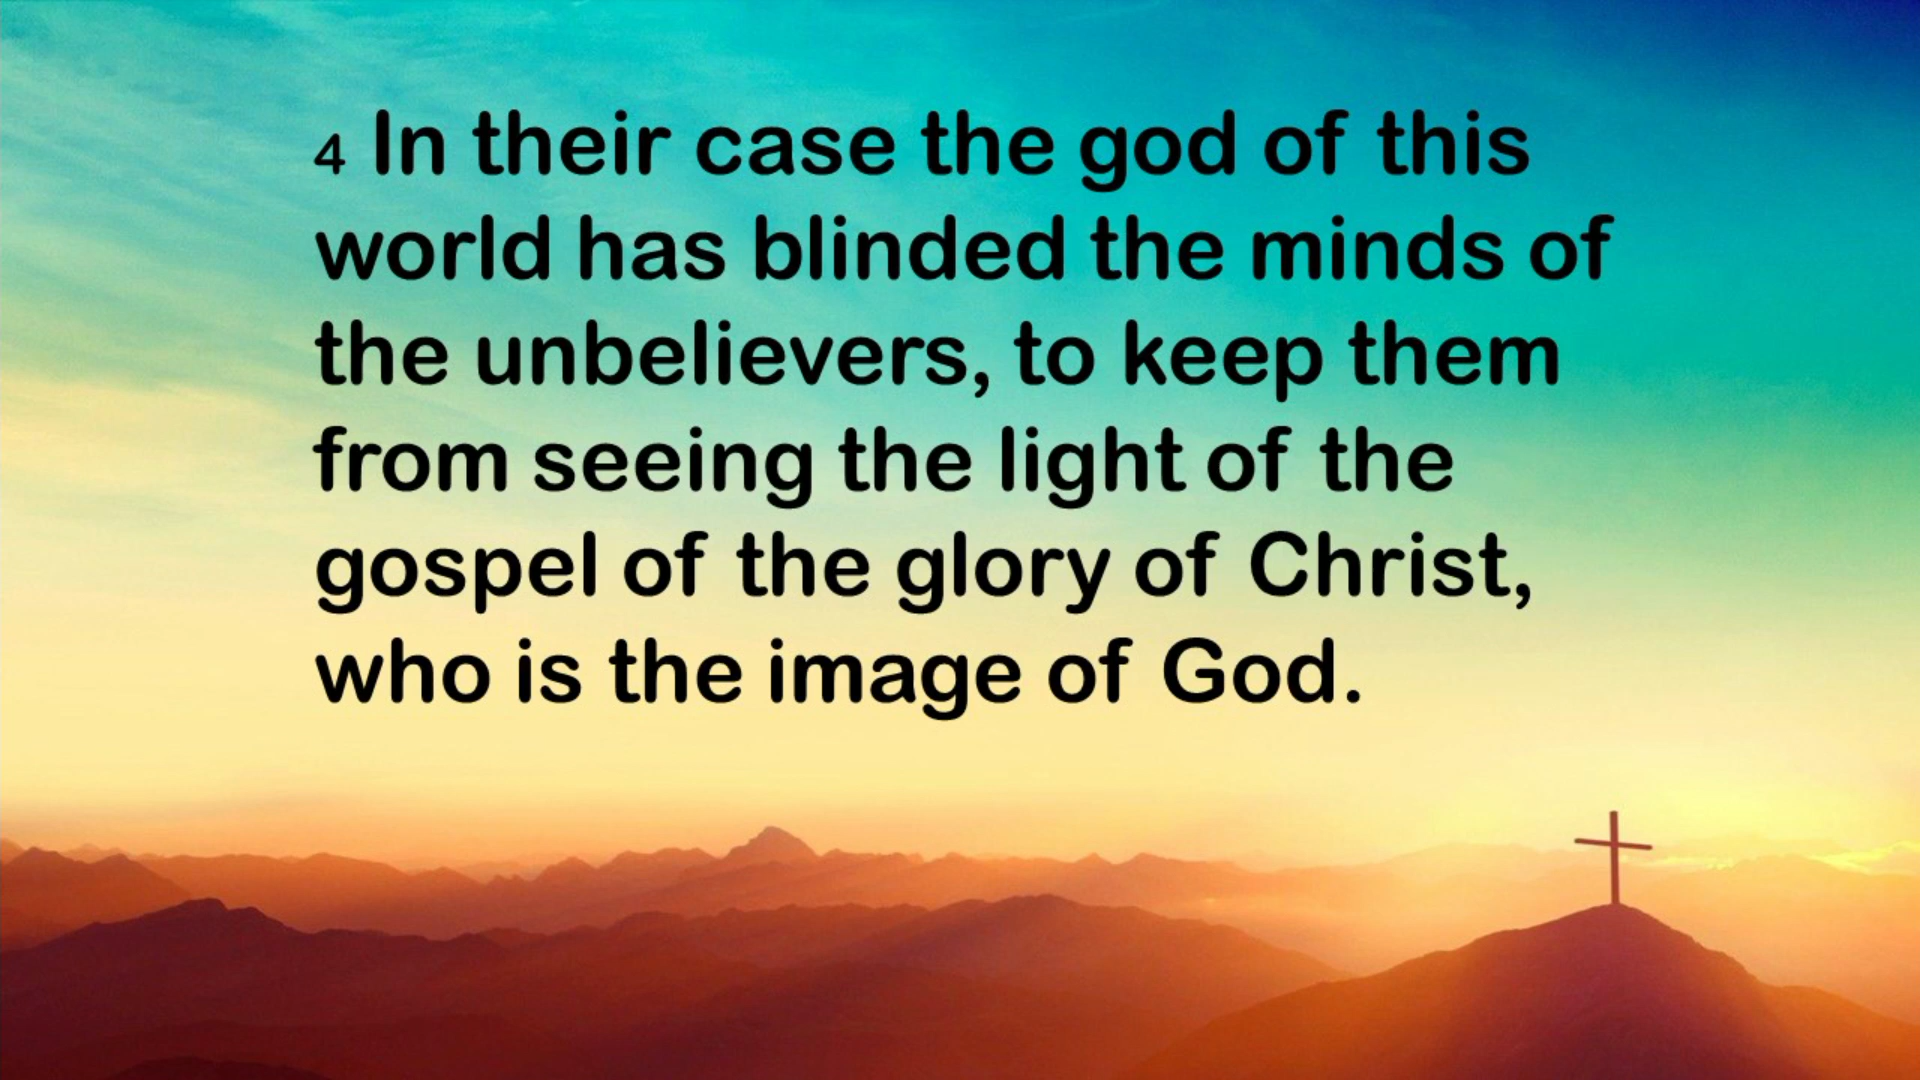 4 In their case the god of this
world has blinded the minds of
the unbelievers, to keep them
from seeing the light of the
gospel of the glory of Christ,
who is the image of God.